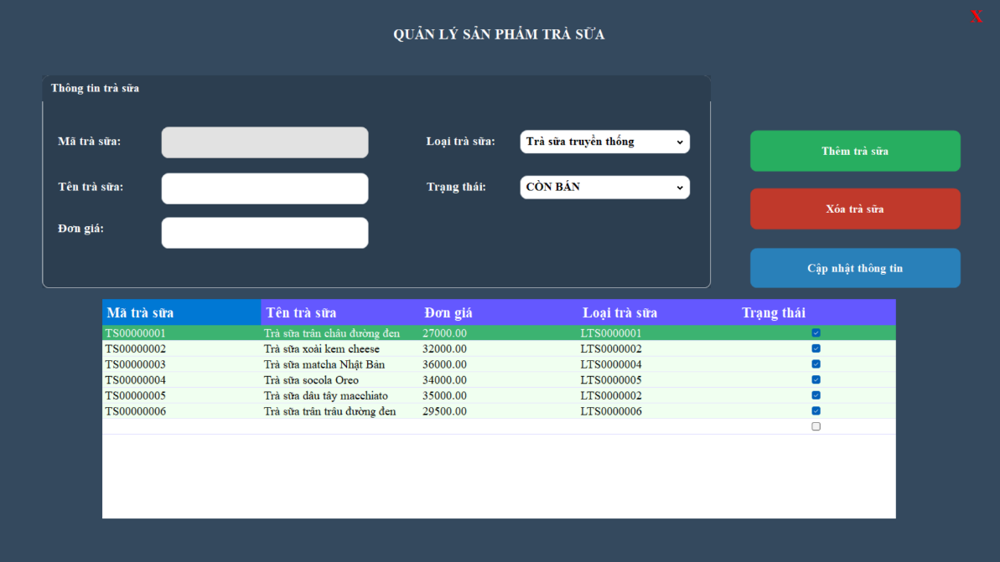 X
QUẢN LÝ SẢN PHẨM TRÀ SỮA
Thông tin trà sữa
Mã trà sữa:
Loại trà sữa: Trà sữa truyền thống
Tên trà sữa:
Trạng thái: CÒN BÁN
Đơn giá:
Thêm trà sữa
Xóa trà sữa
Cập nhật thông tin
Mã trà sữa Tên trà sữa Đơn giá Loại trà sữa Trạng thái
TS00000001 Trà sữa trân châu đường đen 27000.00 LTS0000001
TS00000002 Trà sữa xoài kem cheese 32000.00 LTS0000002
TS00000003 Trà sữa matcha Nhật Bản 36000.00 LTS0000004
TS00000004 Trà sữa socola Oreo 34000.00 LTS0000005
TS00000005 Trà sữa dâu tây macchiato 35000.00 LTS0000002
TS00000006 Trà sữa trân trâu đường đen 29500.00 LTS0000006